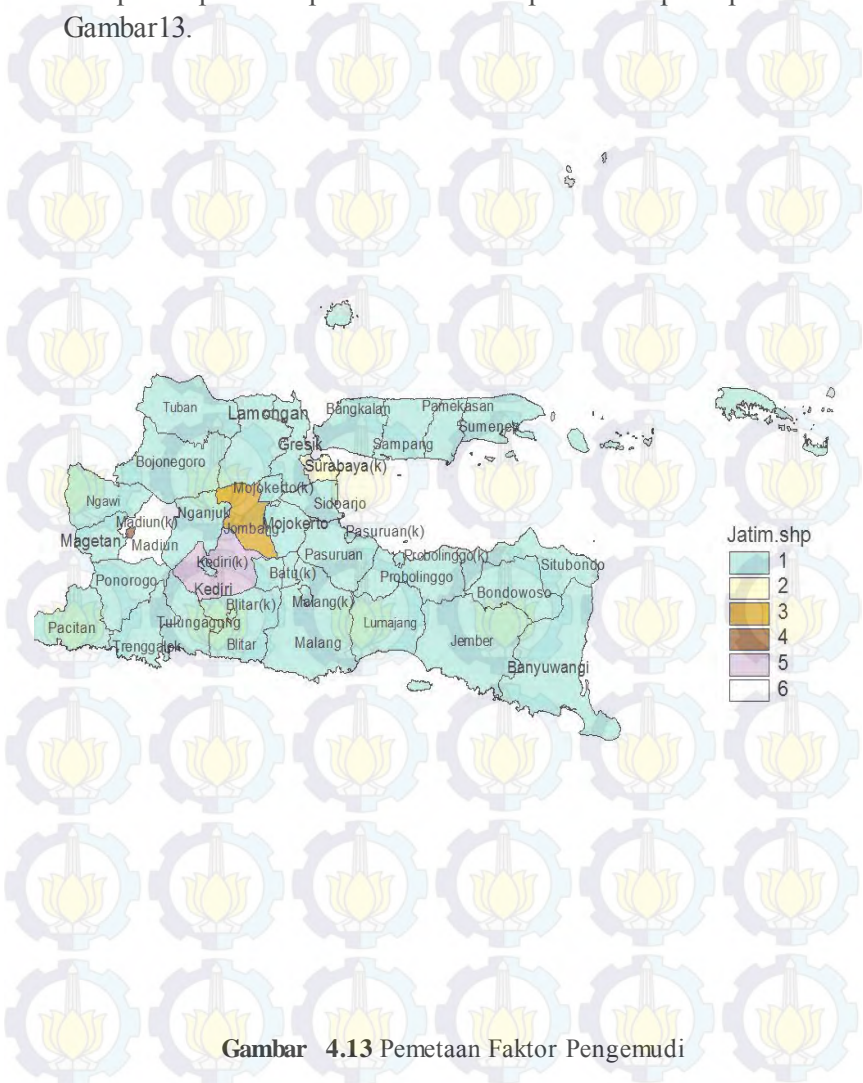 Gambar13.
Tuban
Lamongan
Bangkalan
Pamekasan
Sumenep
Gresik
Sampang
Bojonegoro
Surabaya(k)
Ngawi
Mojokerto(k)
Sidoarjo
Nganjuk
Madiun(k)
Jombang
Mojokerto
Pasuruan(k)
Magetan
Madiun
Pasuruan
Probolinggo(k)
Situbondo
Kediri(k)
Batu(k)
Probolinggo
Ponorogo
Kediri
Bondowoso
Blitar(k)
Malang(k)
Pacitan
Tulungagong
Lumajang
Trenggalek
Blitar
Malang
Jember
Banyuwangi
Jatim.shp
1
2
3
4
5
6
Gambar 4.13 Pemetaan Faktor Pengemudi